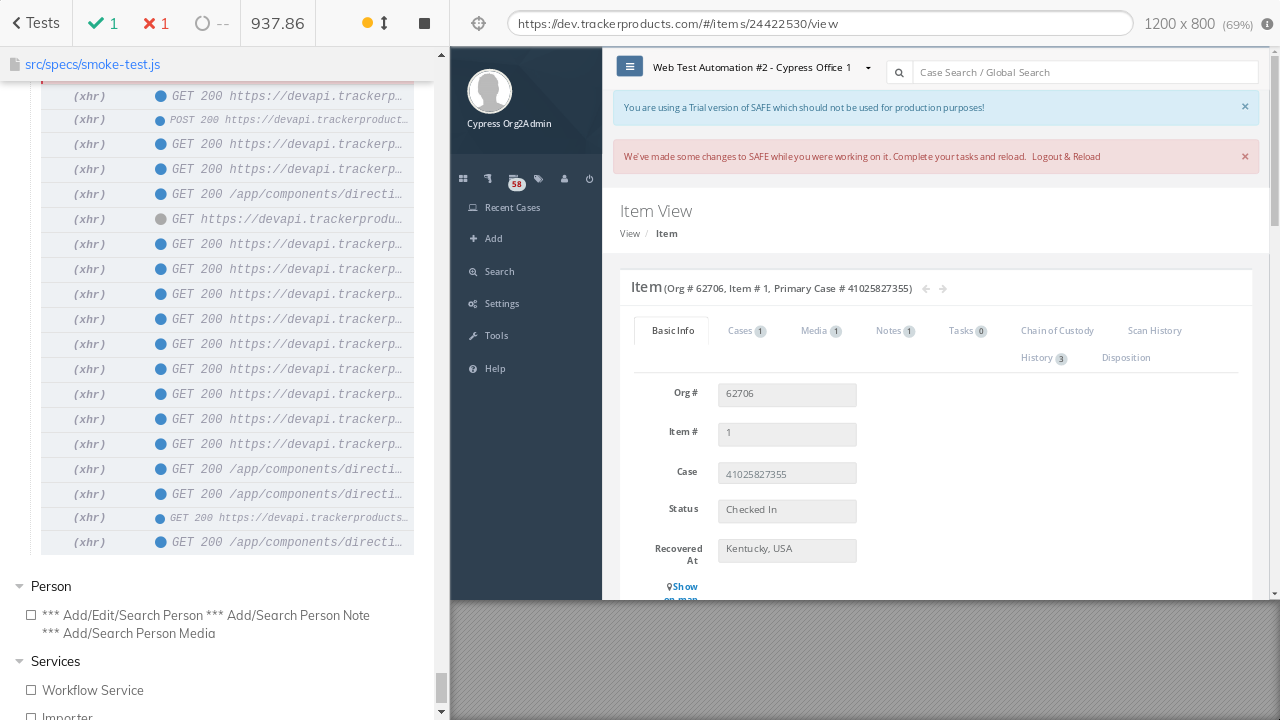 Tests
1
1
--
937.86
https://dev.trackerproducts.com/#/items/24422530/view
1200 x 800 (69%)
src/specs/smoke-test.js
(xhr) GET 200 https://devapi.trackerp...
(xhr) POST 200 https://devapi.trackerproduct...
(xhr) GET 200 https://devapi.trackerp...
(xhr) GET 200 https://devapi.trackerp...
(xhr) GET 200 /app/components/directi...
(xhr) GET https://devapi.trackerprodu...
(xhr) GET 200 https://devapi.trackerp...
(xhr) GET 200 https://devapi.trackerp...
(xhr) GET 200 https://devapi.trackerp...
(xhr) GET 200 https://devapi.trackerp...
(xhr) GET 200 https://devapi.trackerp...
(xhr) GET 200 https://devapi.trackerp...
(xhr) GET 200 https://devapi.trackerp...
(xhr) GET 200 https://devapi.trackerp...
(xhr) GET 200 https://devapi.trackerp...
(xhr) GET 200 /app/components/directi...
(xhr) GET 200 /app/components/directi...
(xhr) GET 200 https://devapi.trackerproducts...
(xhr) GET 200 /app/components/directi...
Person
*** Add/Edit/Search Person *** Add/Search Person Note
*** Add/Search Person Media
Services
Workflow Service
Importer
Cypress Org2Admin
58
Recent Cases
Add
Search
Settings
Tools
Help
Web Test Automation #2 - Cypress Office 1
Case Search / Global Search
You are using a Trial version of SAFE which should not be used for production purposes! ×
We've made some changes to SAFE while you were working on it. Complete your tasks and reload. Logout & Reload ×
Item View
View / Item
Item (Org # 62706, Item # 1, Primary Case # 41025827355)
Basic Info Cases 1 Media 1 Notes 1 Tasks 0 Chain of Custody Scan History
History 3 Disposition
Org # 62706
Item # 1
Case 41025827355
Status Checked In
Recovered Kentucky, USA
At
Show
on map